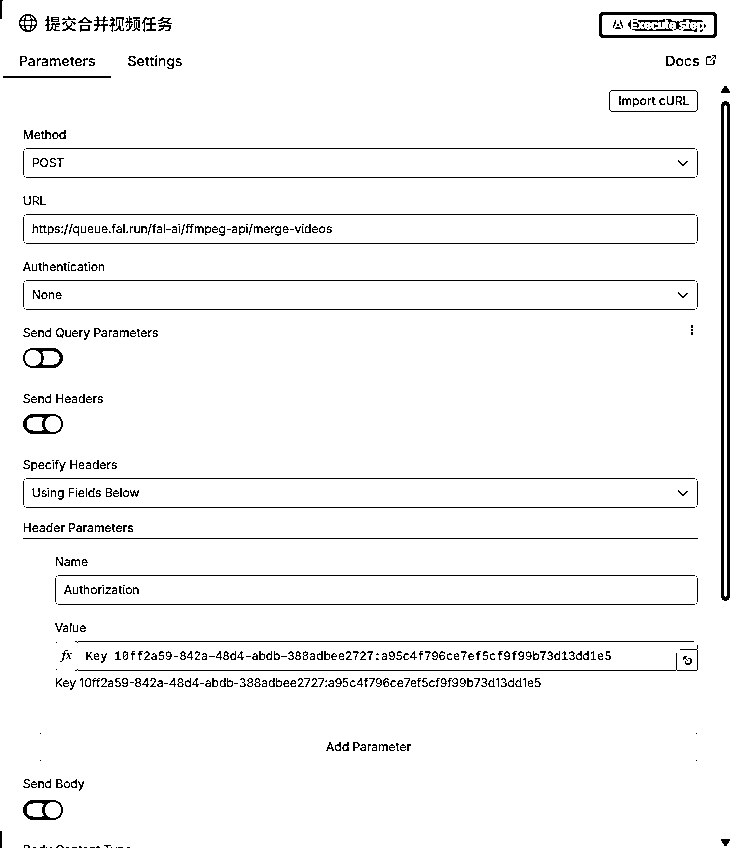 提交合并视频任务
Execute step
Parameters
Settings
Docs
Import cURL
Method
POST
URL
https://queue.fal.run/fal-ai/ffmpeg-api/merge-videos
Authentication
None
Send Query Parameters
Send Headers
Specify Headers
Using Fields Below
Header Parameters
Name
Authorization
Value
fx Key 10ff2a59-842a-48d4-abdb-388adbee2727:a95c4f796ce7ef5cf9f99b73d13dd1e5
Key 10ff2a59-842a-48d4-abdb-388adbee2727:a95c4f796ce7ef5cf9f99b73d13dd1e5
Add Parameter
Send Body
Body Content Type